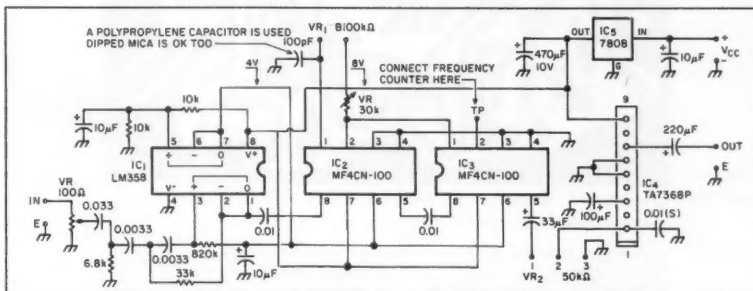 A POLYPROPYLENE CAPACITOR IS USED
DIPPED MICA IS OK TOO
VR1 B100kΩ
100pF
4V
8V
CONNECT FREQUENCY
COUNTER HERE
TP
VR
30k
OUT
IC5
7808
IN
G
+
VCC
-
470µF
10V
10µF
10k
10µF
10k
5 6 7 8
+ - O V+
IC1
LM358
V- + - O
4 3 2 1
1 2 3 4
IC2
MF4CN-100
8 7 6 5
1 2 3 4
IC3
MF4CN-100
8 7 6 5
9
IC4
TA7368P
1
220µF
OUT
E
100µF
0.01(S)
IN
VR
100Ω
E
0.033
6.8k
0.0033
0.0033
33k
820k
10µF
0.01
0.01
33µF
1
VR2
2 3
50kΩ